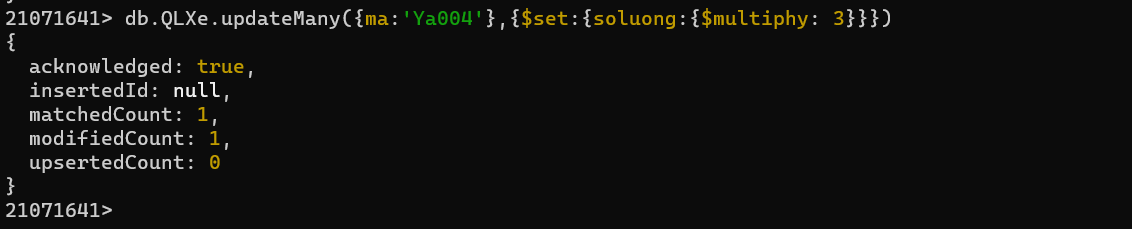 21071641> db.QLXe.updateMany({ma:'Ya004'},{$set:{soluong:{$multiphy: 3}}})
{
  acknowledged: true,
  insertedId: null,
  matchedCount: 1,
  modifiedCount: 1,
  upsertedCount: 0
}
21071641>